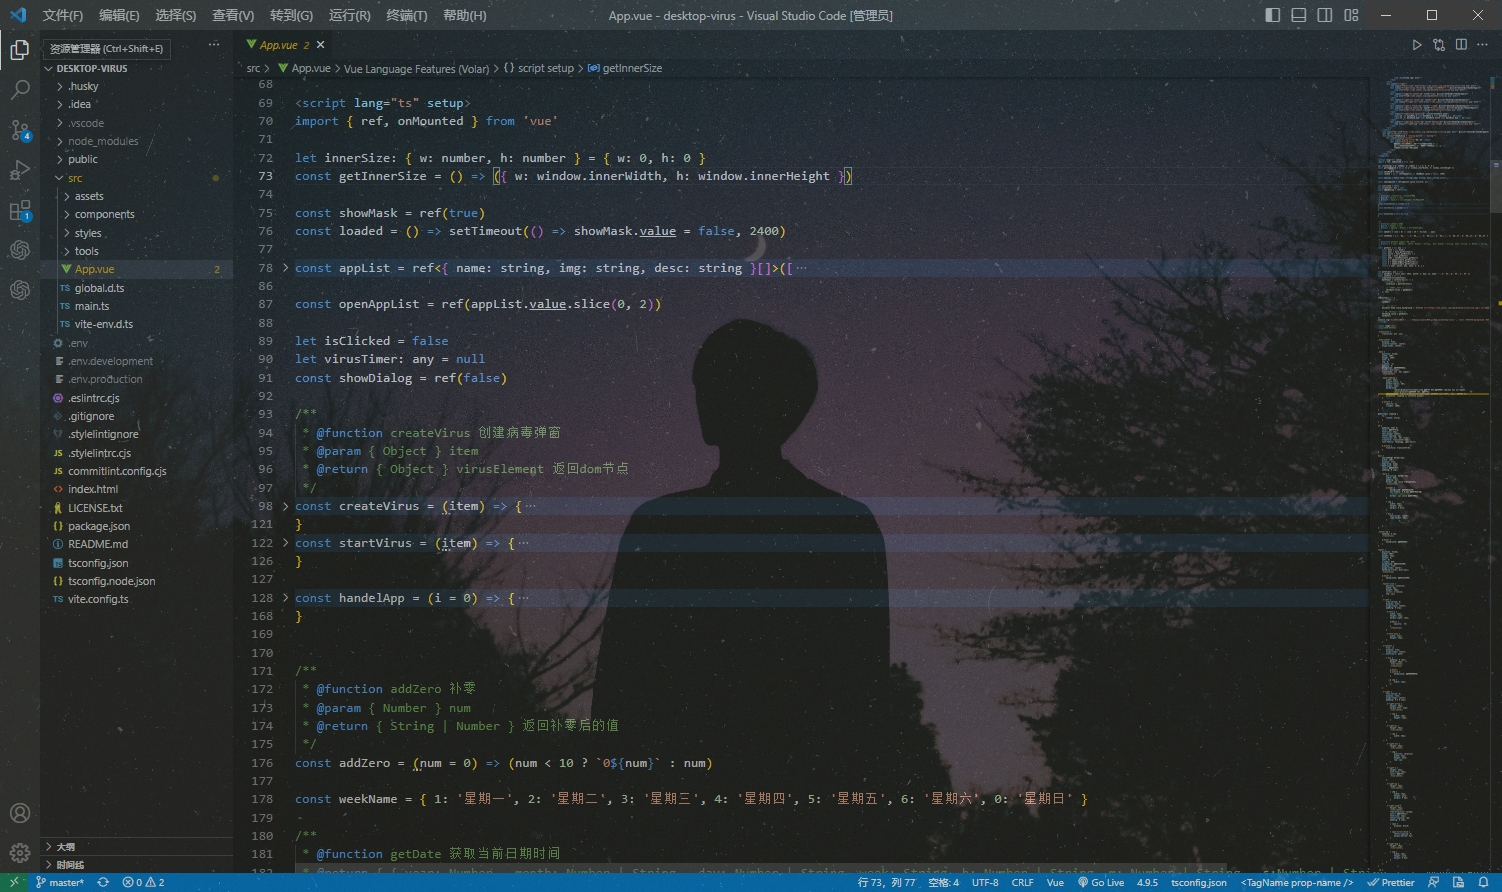 文件(F) 编辑(E) 选择(S) 查看(V) 转到(G) 运行(R) 终端(T) 帮助(H)
App.vue - desktop-virus - Visual Studio Code [管理员]
资源管理器 (Ctrl+Shift+E)
DESKTOP-VIRUS
.husky
.idea
.vscode
node_modules
public
src
assets
components
styles
tools
App.vue 2
TS global.d.ts
TS main.ts
TS vite-env.d.ts
.env
.env.development
.env.production
.eslintrc.cjs
.gitignore
.stylelintignore
JS .stylelintrc.cjs
JS commitlint.config.cjs
<> index.html
LICENSE.txt
{} package.json
README.md
tsconfig.json
{} tsconfig.node.json
TS vite.config.ts
大纲
时间线
4
1
App.vue 2
src > App.vue > Vue Language Features (Volar) > {} script setup > getInnerSize
68
69 <script lang="ts" setup>
70 import { ref, onMounted } from 'vue'
71
72 let innerSize: { w: number, h: number } = { w: 0, h: 0 }
73 const getInnerSize = () => ({ w: window.innerWidth, h: window.innerHeight })
74
75 const showMask = ref(true)
76 const loaded = () => setTimeout(() => showMask.value = false, 2400)
77
78 const appList = ref<{ name: string, img: string, desc: string }[]>([ ···
86
87 const openAppList = ref(appList.value.slice(0, 2))
88
89 let isClicked = false
90 let virusTimer: any = null
91 const showDialog = ref(false)
92
93 /**
94 * @function createVirus 创建病毒弹窗
95 * @param { Object } item
96 * @return { Object } virusElement 返回dom节点
97 */
98 const createVirus = (item) => { ···
121 }
122 const startVirus = (item) => { ···
126 }
127
128 const handelApp = (i = 0) => { ···
168 }
169
170
171 /**
172 * @function addZero 补零
173 * @param { Number } num
174 * @return { String | Number } 返回补零后的值
175 */
176 const addZero = (num = 0) => (num < 10 ? `0${num}` : num)
177
178 const weekName = { 1: '星期一', 2: '星期二', 3: '星期三', 4: '星期四', 5: '星期五', 6: '星期六', 0: '星期日' }
179
180 /**
181 * @function getDate 获取当前日期时间
master* 0 2
行 73，列 77 空格: 4 UTF-8 CRLF Vue Go Live 4.9.5 tsconfig.json <TagName prop-name /> Prettier